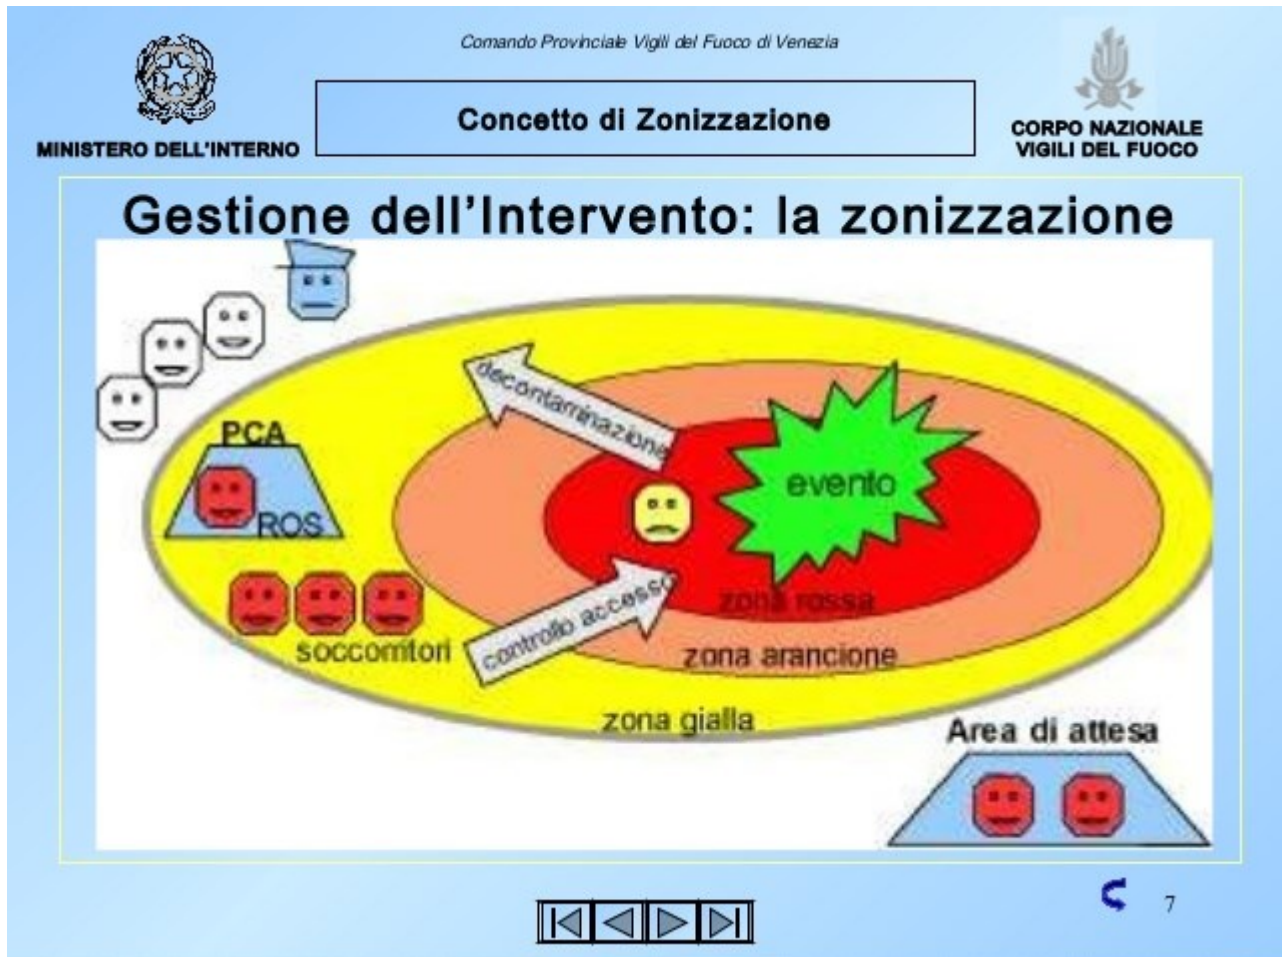 Comando Provinciale Vigili del Fuoco di Venezia
Concetto di Zonizzazione
MINISTERO DELL'INTERNO
CORPO NAZIONALE
VIGILI DEL FUOCO
Gestione dell'Intervento: la zonizzazione
decontaminazione
PCA
evento
ROS
controllo accesso
zona rossa
soccorritori
zona arancione
zona gialla
Area di attesa
7